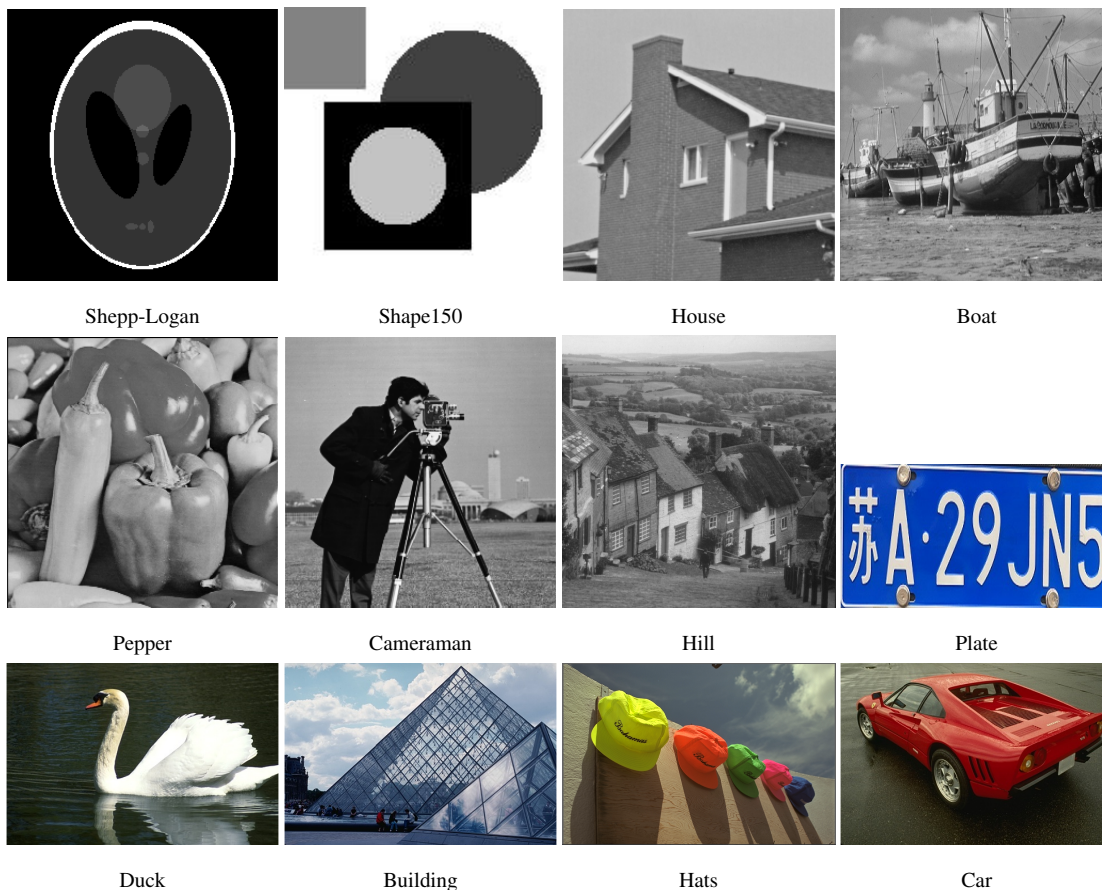 Shepp-Logan
Shape150
House
Boat
Pepper
Cameraman
Hill
苏A·29JN5
Plate
Duck
Building
Hats
Car